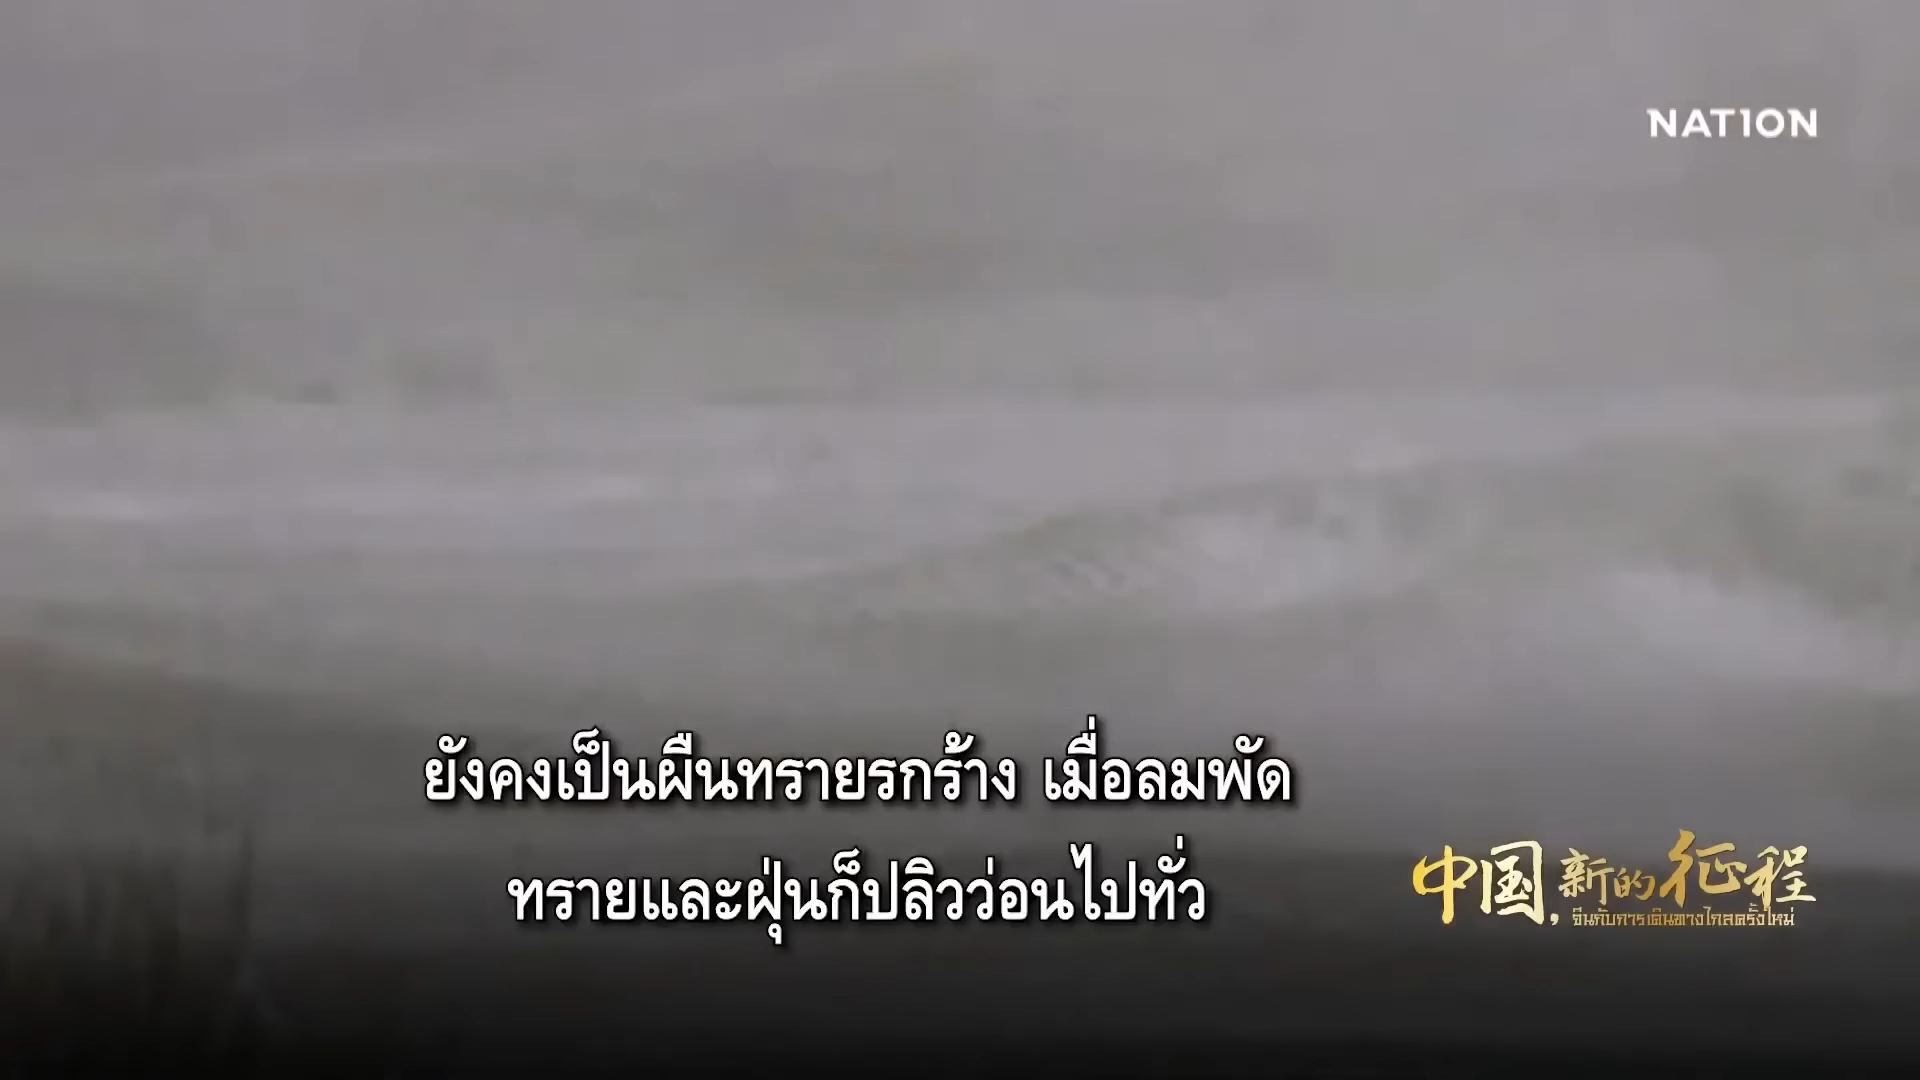 NATION
ยังคงเป็นผืนทรายรกร้าง เมื่อลมพัด
ทรายและฝุ่นก็ปลิวว่อนไปทั่ว
中国，新的征程
จีนกับการเดินทางไกลครั้งใหม่